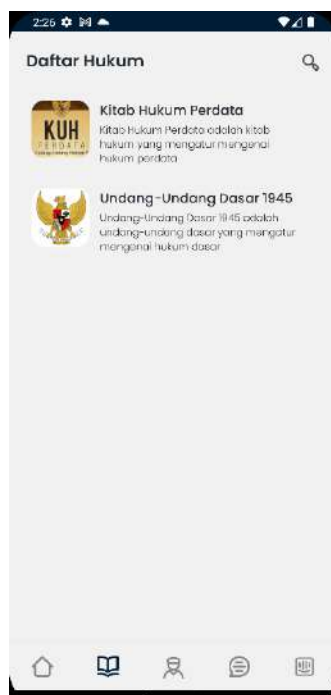 2:26
Daftar Hukum
KUH
PERDATA
Kitab Hukum Perdata
Kitab Hukum Perdata adalah kitab
hukum yang mengatur mengenai
hukum perdata
Undang-Undang Dasar 1945
Undang-Undang Dasar 1945 adalah
undang-undang dasar yang mengatur
mengenai hukum dasar